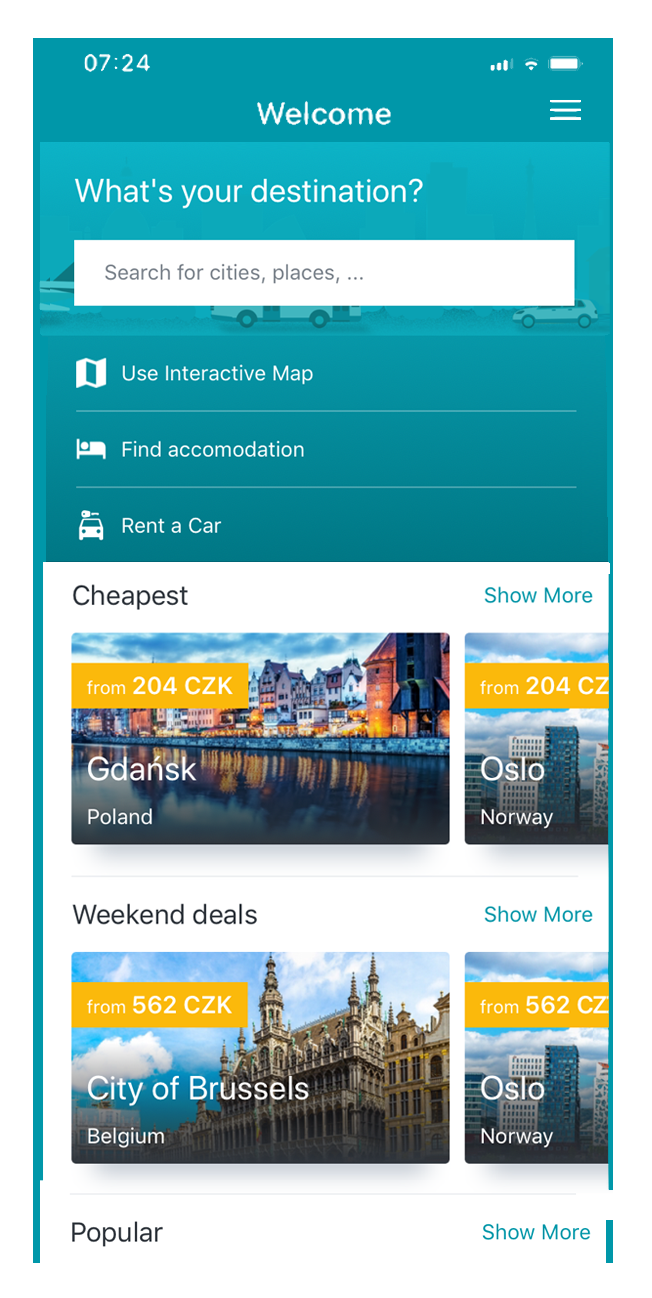 07:24
Welcome
What's your destination?
Search for cities, places, ...
Use Interactive Map
Find accomodation
Rent a Car
Cheapest
Show More
from 204 CZK
from 204 CZ
Gdańsk
Oslo
Poland
Norway
Weekend deals
Show More
from 562 CZK
from 562 CZ
City of Brussels
Oslo
Belgium
Norway
Popular
Show More